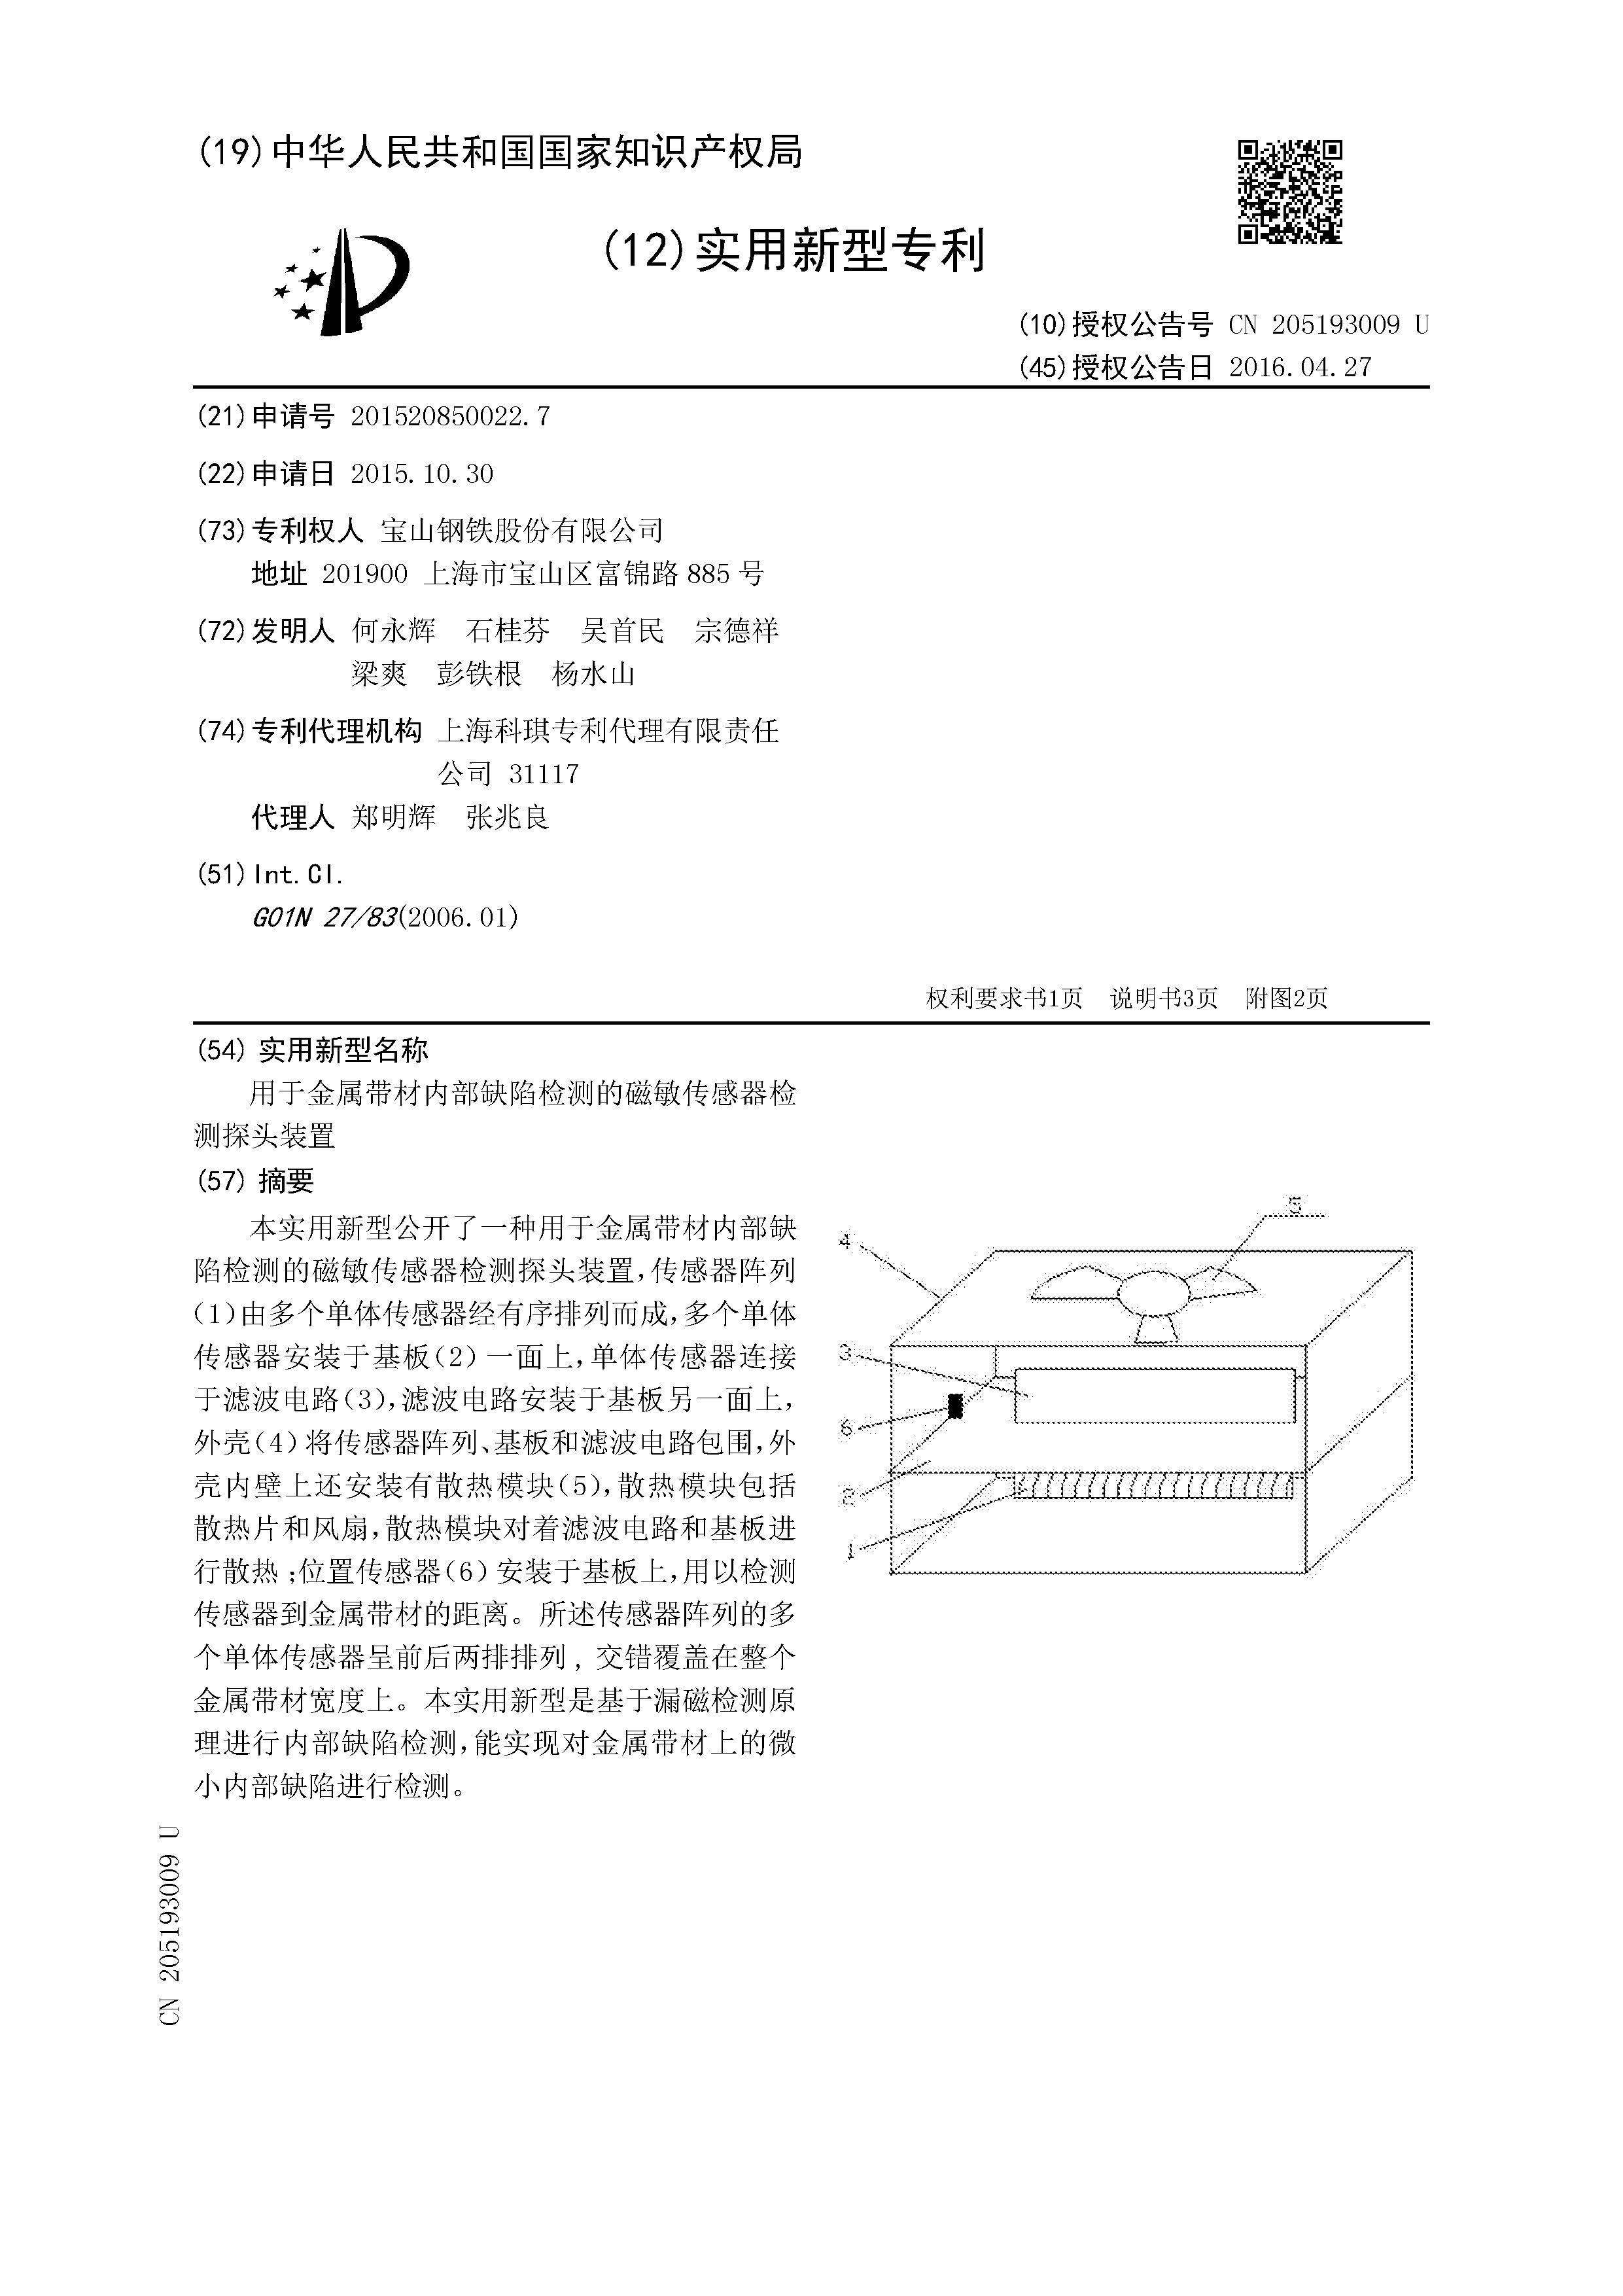 (19)中华人民共和国国家知识产权局
(12)实用新型专利
(10)授权公告号 CN 205193009 U
(45)授权公告日 2016.04.27
(21)申请号 201520850022.7
(22)申请日 2015.10.30
(73)专利权人 宝山钢铁股份有限公司
地址 201900 上海市宝山区富锦路885号
(72)发明人 何永辉 石桂芬 吴首民 宗德祥
梁爽 彭铁根 杨水山
(74)专利代理机构 上海科琪专利代理有限责任
公司 31117
代理人 郑明辉 张兆良
(51)Int.Cl.
G01N 27/83(2006.01)
权利要求书1页 说明书3页 附图2页
(54)实用新型名称
用于金属带材内部缺陷检测的磁敏传感器检
测探头装置
(57)摘要
本实用新型公开了一种用于金属带材内部缺
陷检测的磁敏传感器检测探头装置,传感器阵列
(1)由多个单体传感器经有序排列而成,多个单体
传感器安装于基板(2)一面上,单体传感器连接
于滤波电路(3),滤波电路安装于基板另一面上,
外壳(4)将传感器阵列、基板和滤波电路包围,外
壳内壁上还安装有散热模块(5),散热模块包括
散热片和风扇,散热模块对着滤波电路和基板进
行散热;位置传感器(6)安装于基板上,用以检测
传感器到金属带材的距离。所述传感器阵列的多
个单体传感器呈前后两排排列,交错覆盖在整个
金属带材宽度上。本实用新型是基于漏磁检测原
理进行内部缺陷检测,能实现对金属带材上的微
小内部缺陷进行检测。
5
4
3
6
2
1
CN 205193009 U